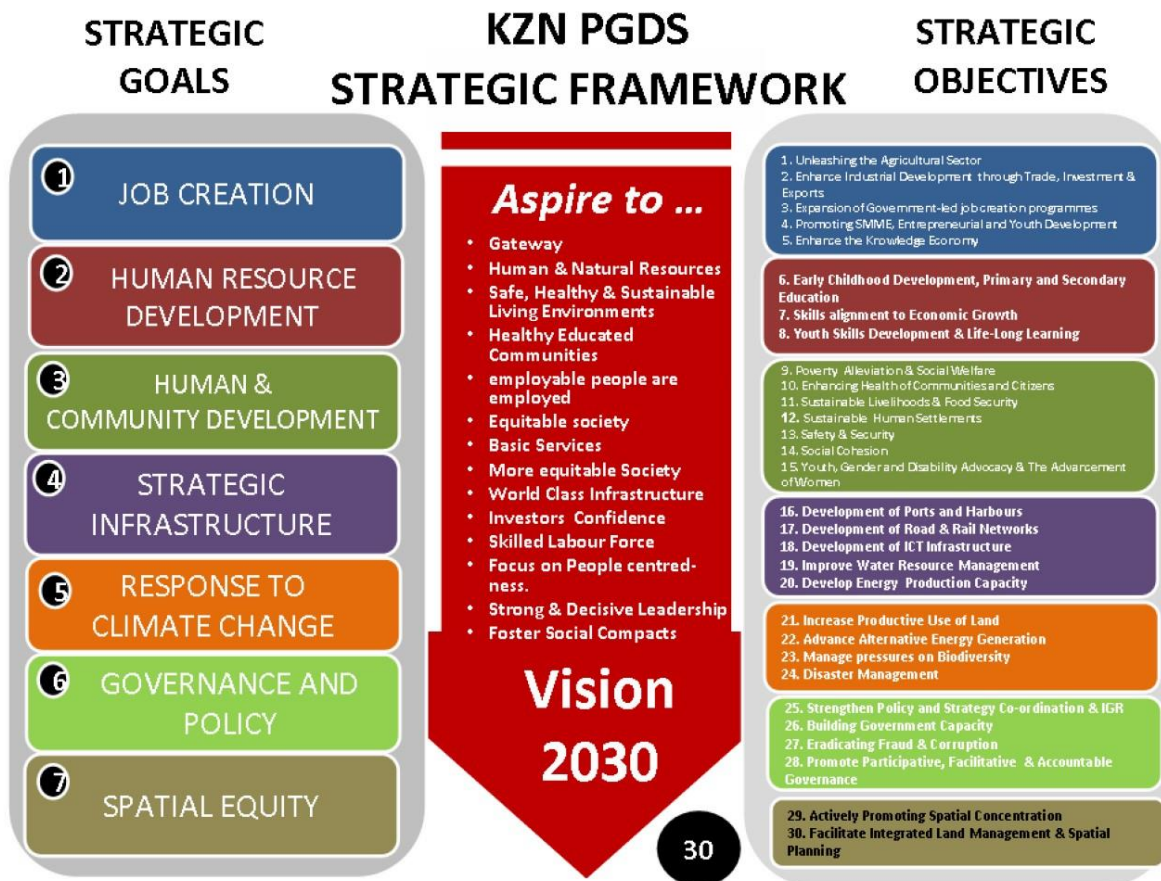 STRATEGIC
GOALS
KZN PGDS
STRATEGIC FRAMEWORK
STRATEGIC
OBJECTIVES
1
JOB CREATION
2
HUMAN RESOURCE
DEVELOPMENT
3
HUMAN &
COMMUNITY DEVELOPMENT
4
STRATEGIC
INFRASTRUCTURE
5
RESPONSE TO
CLIMATE CHANGE
6
GOVERNANCE AND
POLICY
7
SPATIAL EQUITY
Aspire to ...
• Gateway
• Human & Natural Resources
• Safe, Healthy & Sustainable
Living Environments
• Healthy Educated
Communities
• employable people are
employed
• Equitable society
• Basic Services
• More equitable Society
• World Class Infrastructure
• Investors Confidence
• Skilled Labour Force
• Focus on People centred-
ness.
• Strong & Decisive Leadership
• Foster Social Compacts
Vision
2030
30
1. Unleashing the Agricultural Sector
2. Enhance Industrial Development through Trade, Investment &
Exports
3. Expansion of Government-led job creation programmes
4. Promoting SMME, Entrepreneurial and Youth Development
5. Enhance the Knowledge Economy
6. Early Childhood Development, Primary and Secondary
Education
7. Skills alignment to Economic Growth
8. Youth Skills Development & Life-Long Learning
9. Poverty Alleviation & Social Welfare
10. Enhancing Health of Communities and Citizens
11. Sustainable Livelihoods & Food Security
12. Sustainable Human Settlements
13. Safety & Security
14. Social Cohesion
15. Youth, Gender and Disability Advocacy & The Advancement
of Women
16. Development of Ports and Harbours
17. Development of Road & Rail Networks
18. Development of ICT Infrastructure
19. Improve Water Resource Management
20. Develop Energy Production Capacity
21. Increase Productive Use of Land
22. Advance Alternative Energy Generation
23. Manage pressures on Biodiversity
24. Disaster Management
25. Strengthen Policy and Strategy Co-ordination & IGR
26. Building Government Capacity
27. Eradicating Fraud & Corruption
28. Promote Participative, Facilitative & Accountable
Governance
29. Actively Promoting Spatial Concentration
30. Facilitate Integrated Land Management & Spatial
Planning